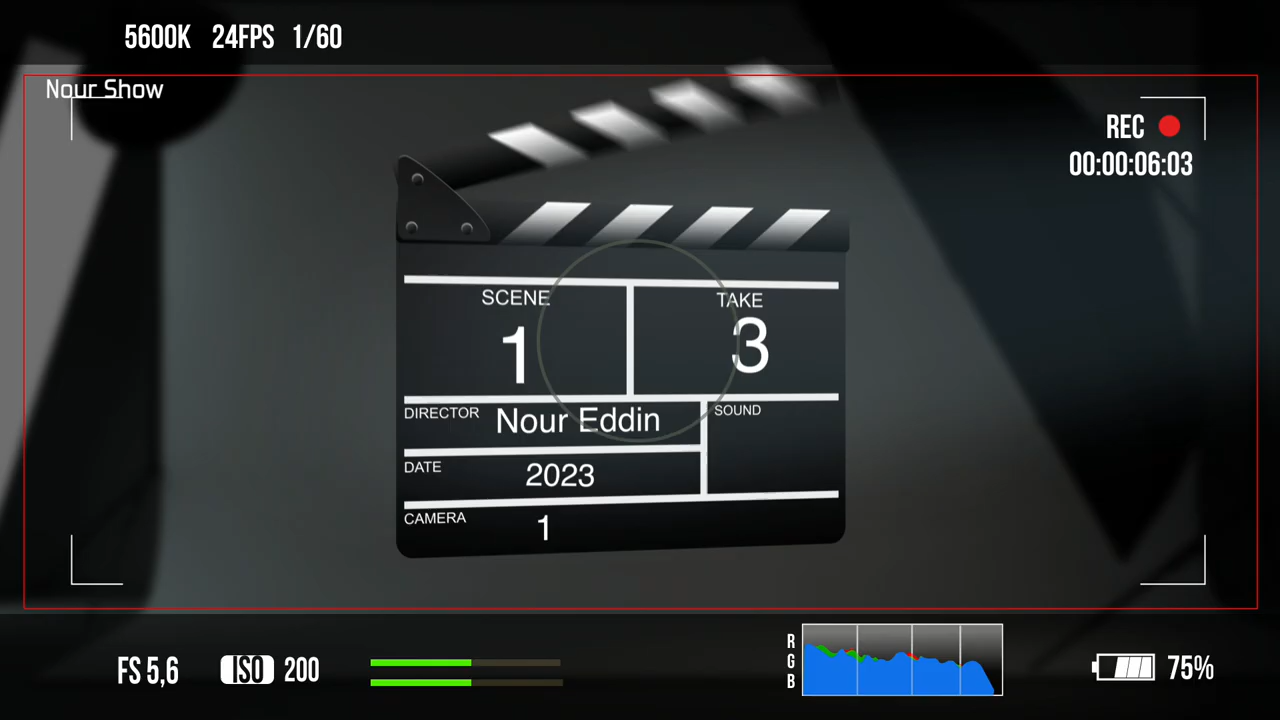 5600K 24FPS 1/60
Nour Show
REC
00:00:06:03
SCENE TAKE
1 3
DIRECTOR Nour Eddin SOUND
DATE 2023
CAMERA 1
R
G
B
FS 5,6 ISO 200 75%